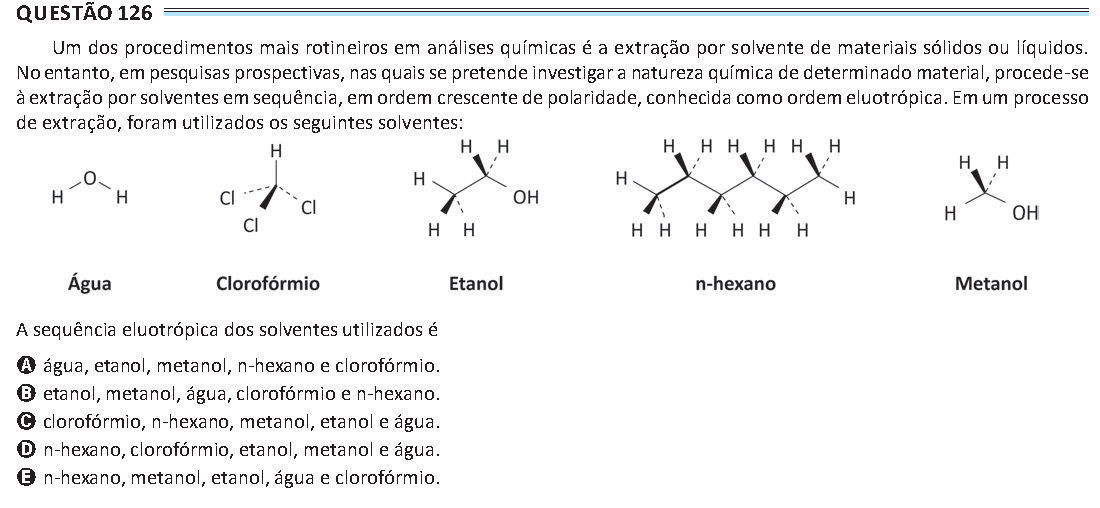 QUESTÃO 126
Um dos procedimentos mais rotineiros em análises químicas é a extração por solvente de materiais sólidos ou líquidos.
No entanto, em pesquisas prospectivas, nas quais se pretende investigar a natureza química de determinado material, procede-se
à extração por solventes em sequência, em ordem crescente de polaridade, conhecida como ordem eluotrópica. Em um processo
de extração, foram utilizados os seguintes solventes:
H O H
H Cl Cl Cl
H H H OH H H
H H H H H H H H H H H H H H
H H H OH
Água Clorofórmio Etanol n-hexano Metanol
A sequência eluotrópica dos solventes utilizados é
A água, etanol, metanol, n-hexano e clorofórmio.
B etanol, metanol, água, clorofórmio e n-hexano.
C clorofórmio, n-hexano, metanol, etanol e água.
D n-hexano, clorofórmio, etanol, metanol e água.
E n-hexano, metanol, etanol, água e clorofórmio.